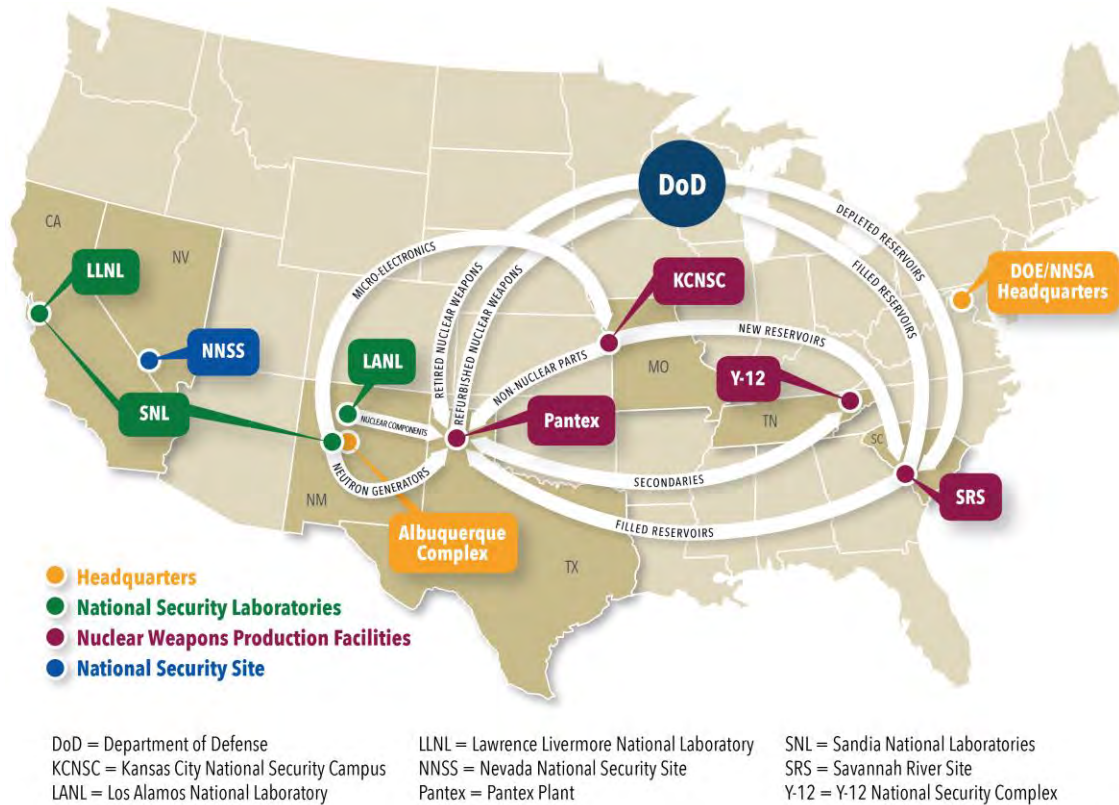 DoD
CA
NV
LLNL
NNSS
SNL
LANL
KCNSC
DOE/NNSA
Headquarters
MICRO-ELECTRONICS
RETIRED NUCLEAR WEAPONS
REFURBISHED NUCLEAR WEAPONS
DEPLETED RESERVOIRS
FILLED RESERVOIRS
NEW RESERVOIRS
NON-NUCLEAR PARTS
MO
Y-12
TN
SC
NUCLEAR COMPONENTS
Pantex
NEUTRON GENERATORS
NM
SECONDARIES
SRS
FILLED RESERVOIRS
Albuquerque
Complex
TX
Headquarters
National Security Laboratories
Nuclear Weapons Production Facilities
National Security Site
DoD = Department of Defense
KCNSC = Kansas City National Security Campus
LANL = Los Alamos National Laboratory
LLNL = Lawrence Livermore National Laboratory
NNSS = Nevada National Security Site
Pantex = Pantex Plant
SNL = Sandia National Laboratories
SRS = Savannah River Site
Y-12 = Y-12 National Security Complex